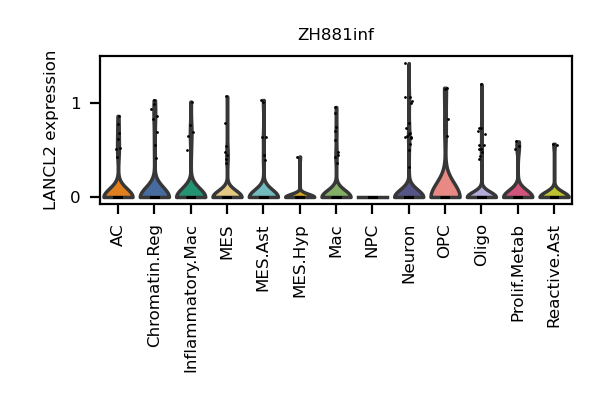 ZH881inf
LANCL2 expression
1
0
AC
Chromatin.Reg
Inflammatory.Mac
MES
MES.Ast
MES.Hyp
Mac
NPC
Neuron
OPC
Oligo
Prolif.Metab
Reactive.Ast